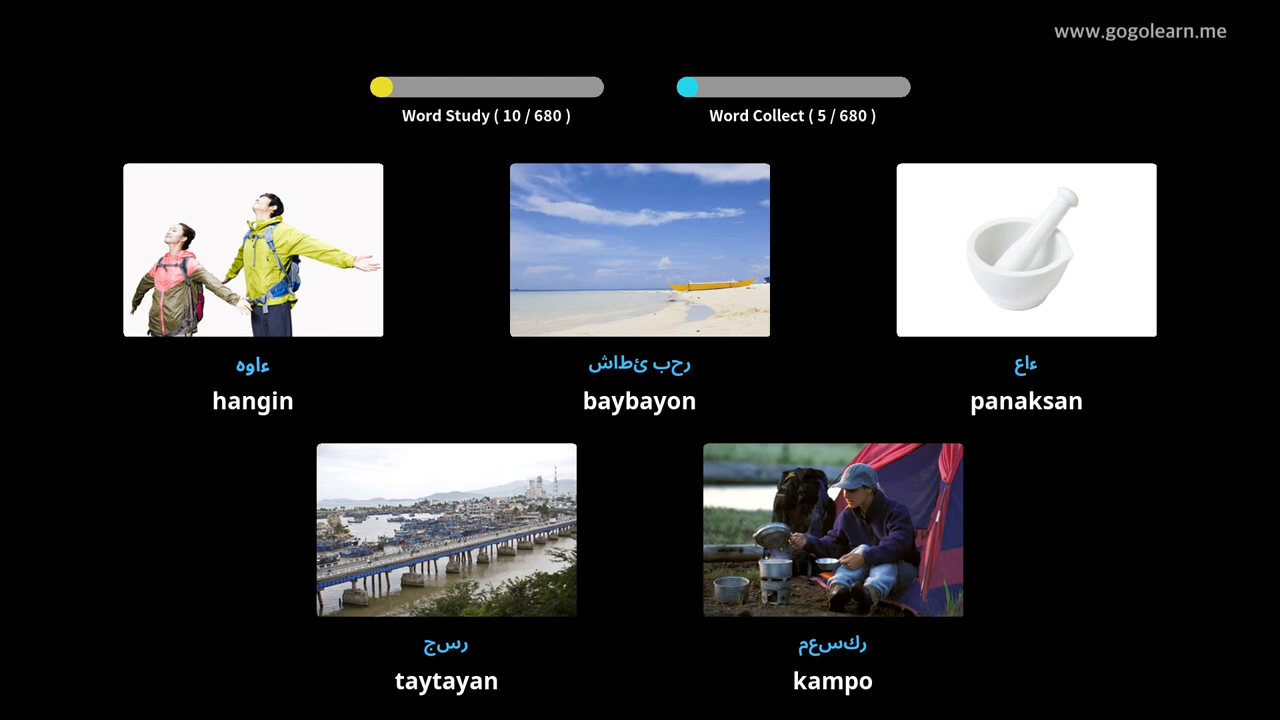 www.gogolearn.me
Word Study ( 10 / 680 )
Word Collect ( 5 / 680 )
ءاوه
hangin
رحب ئطاش
baybayon
ءاع
panaksan
رسج
taytayan
ركسعم
kampo